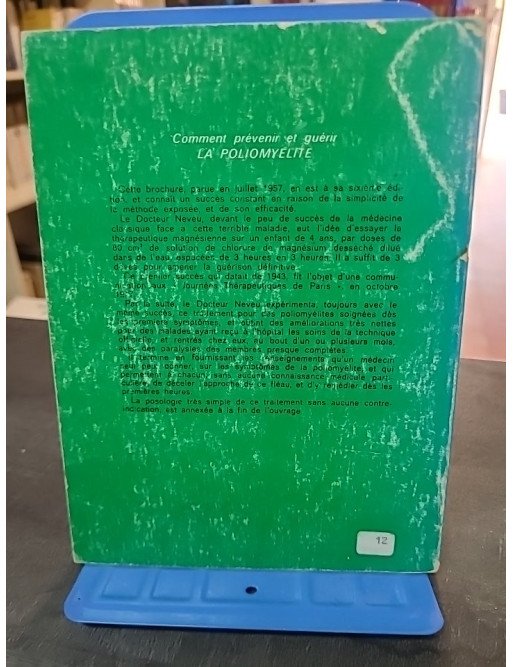 Comment prévenir et guérir
LA POLIOMYÉLITE
Cette brochure, parue en juillet 1957, en est à sa sixième édi-
tion, et connaît un succès constant en raison de la simplicité de
la méthode exposée, et de son efficacité.
Le Docteur Neveu, devant le peu de succès de la médecine
classique face à cette terrible maladie, eut l'idée d'essayer la
thérapeutique magnésienne sur un enfant de 4 ans, par doses de
80 cm³ de solution de chlorure de magnésium desséché dilué
dans de l'eau, espacées de 3 heures en 3 heures. Il a suffit de 3
doses pour amener la guérison définitive.
premier succès qui datait de 1943, fit l'objet d'une commu-
nication aux « Journées Thérapeutiques de Paris », en octobre
Par la suite, le Docteur Neveu expérimenta, toujours avec le
même succès, ce traitement pour des poliomyélites soignées dès
les premiers symptômes, et obtint des améliorations très nettes
pour des malades ayant reçu à l'hôpital les soins de la technique
officielle, et rentrés chez eux, au bout d'un ou plusieurs mois,
avec des paralysies des membres presque complètes.
Il termine en fournissant les renseignements qu'un médecin
seul peut donner, sur les symptômes de la poliomyélite, et qui
permettent à chacun, sans aucune connaissance médicale parti-
culière, de déceler l'approche de ce fléau, et d'y remédier dès les
premières heures.
La posologie très simple de ce traitement sans aucune contre-
indication, est annexée à la fin de l'ouvrage.
12